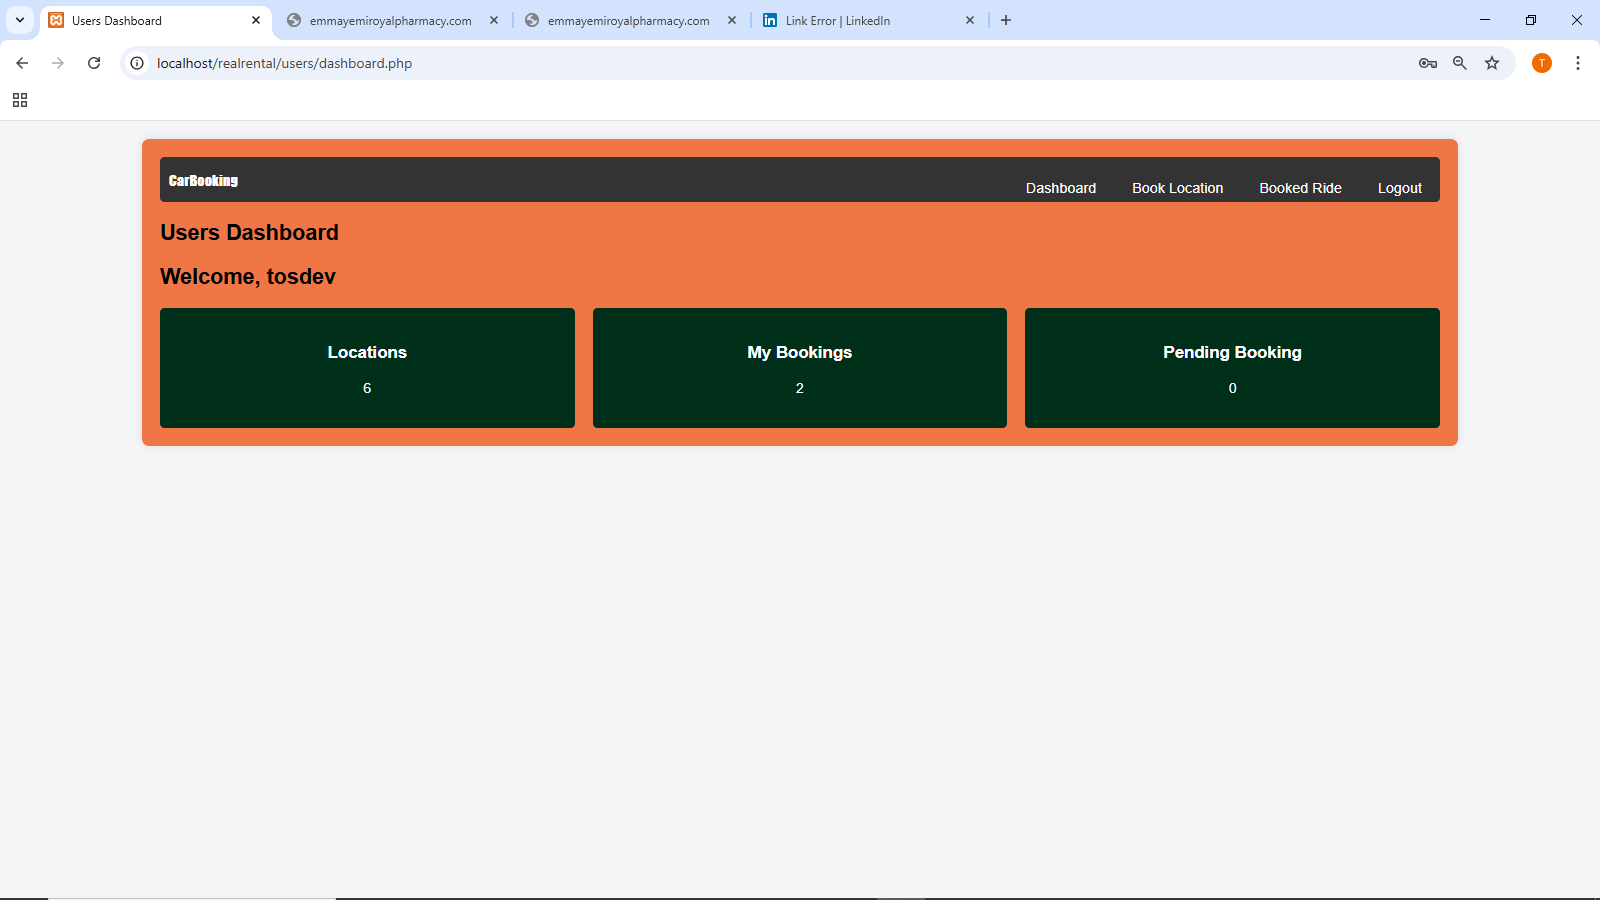 Users Dashboard
emmayemiroyalpharmacy.com
emmayemiroyalpharmacy.com
Link Error | LinkedIn
localhost/realrental/users/dashboard.php
T
CarBooking
Dashboard Book Location Booked Ride Logout
Users Dashboard
Welcome, tosdev
Locations
6
My Bookings
2
Pending Booking
0